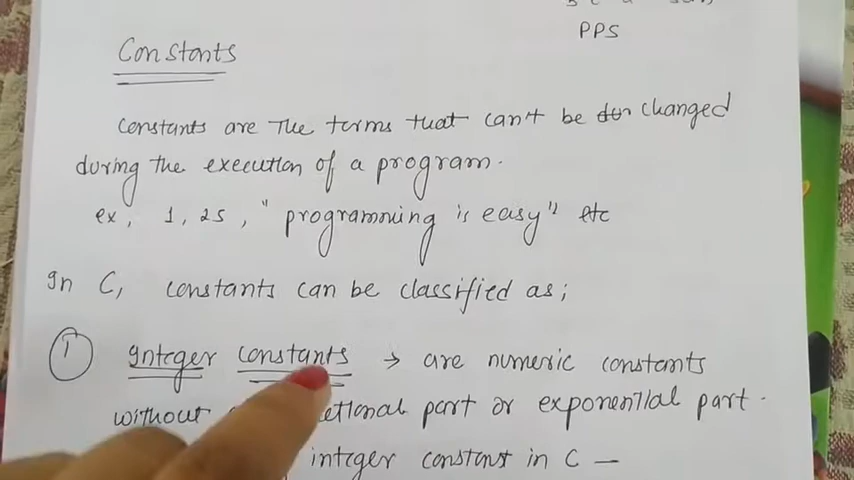 PPS
Constants
Constants are the terms that can't be changed
during the execution of a program.
ex, 1, 25, "programming is easy" etc
In C, constants can be classified as;
1 Integer constants → are numeric constants
without part or exponential part.
integer constant in C —